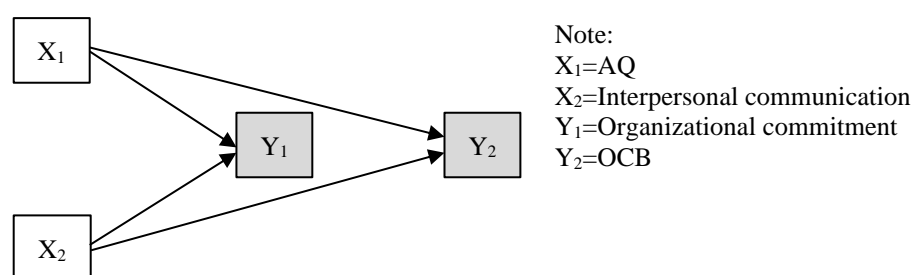 X₁
Y₁
Y₂
X₂
Note:
X₁=AQ
X₂=Interpersonal communication
Y₁=Organizational commitment
Y₂=OCB